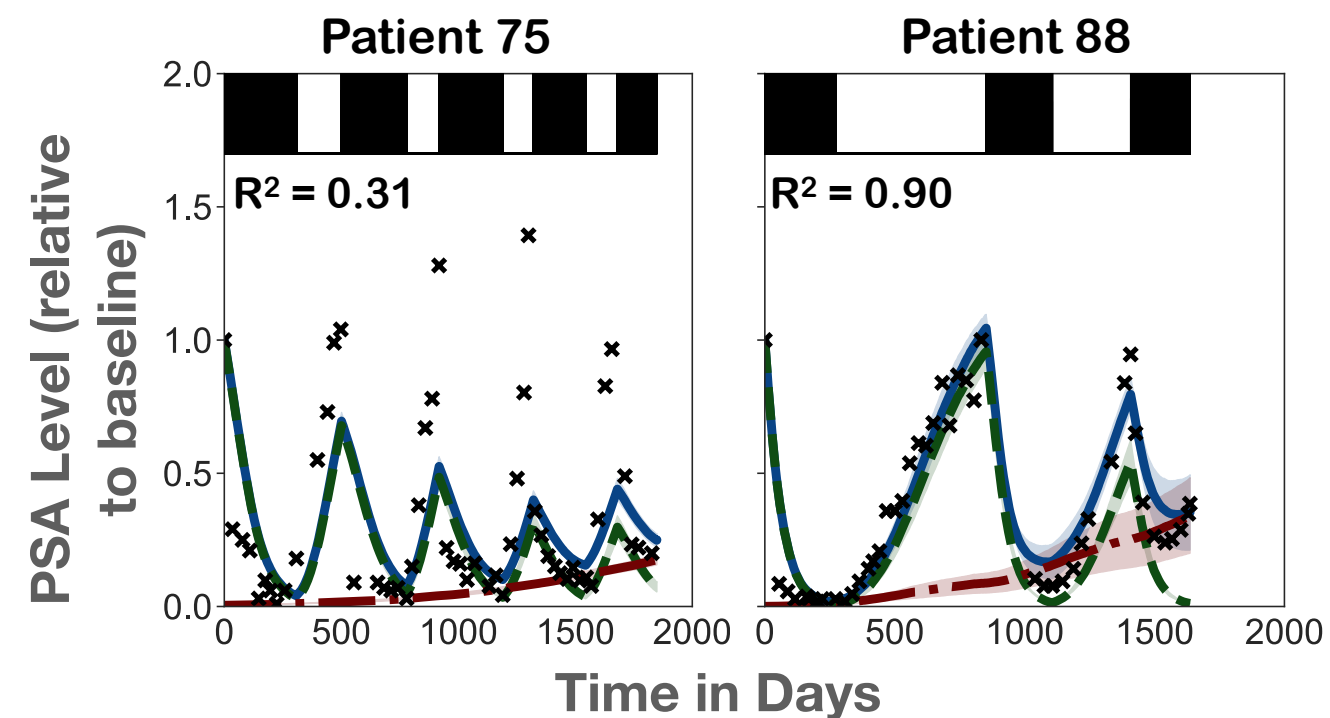 Patient 75
Patient 88
PSA Level (relative
to baseline)
2.0
1.5
1.0
0.5
0.0
R² = 0.31
R² = 0.90
0 500 1000 1500 2000
0 500 1000 1500 2000
Time in Days